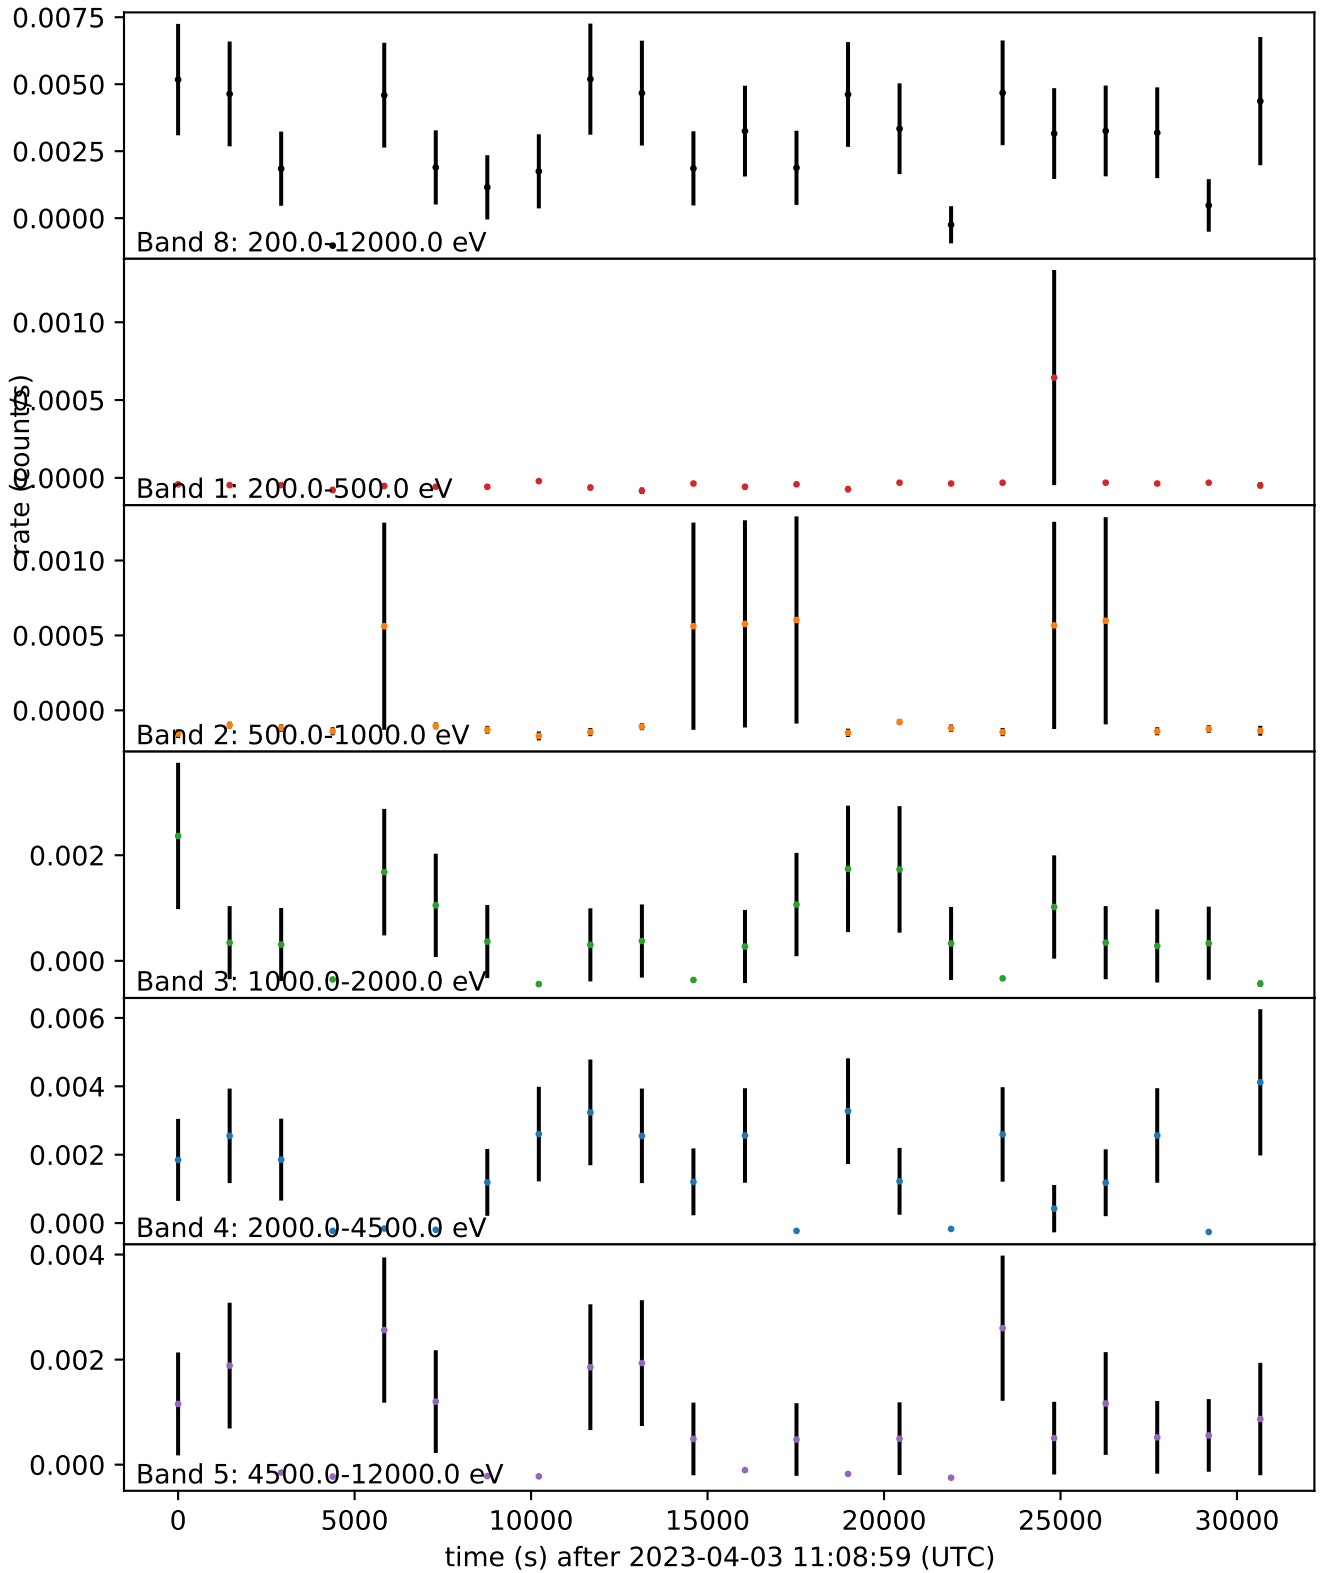 0.0075
0.0050
0.0025
0.0000
Band 8: 200.0-12000.0 eV
0.0010
0.0005
0.0000
Band 1: 200.0-500.0 eV
rate (count/s)
0.0010
0.0005
0.0000
Band 2: 500.0-1000.0 eV
0.002
0.000
Band 3: 1000.0-2000.0 eV
0.006
0.004
0.002
0.000
Band 4: 2000.0-4500.0 eV
0.004
0.002
0.000
Band 5: 4500.0-12000.0 eV
0 5000 10000 15000 20000 25000 30000
time (s) after 2023-04-03 11:08:59 (UTC)